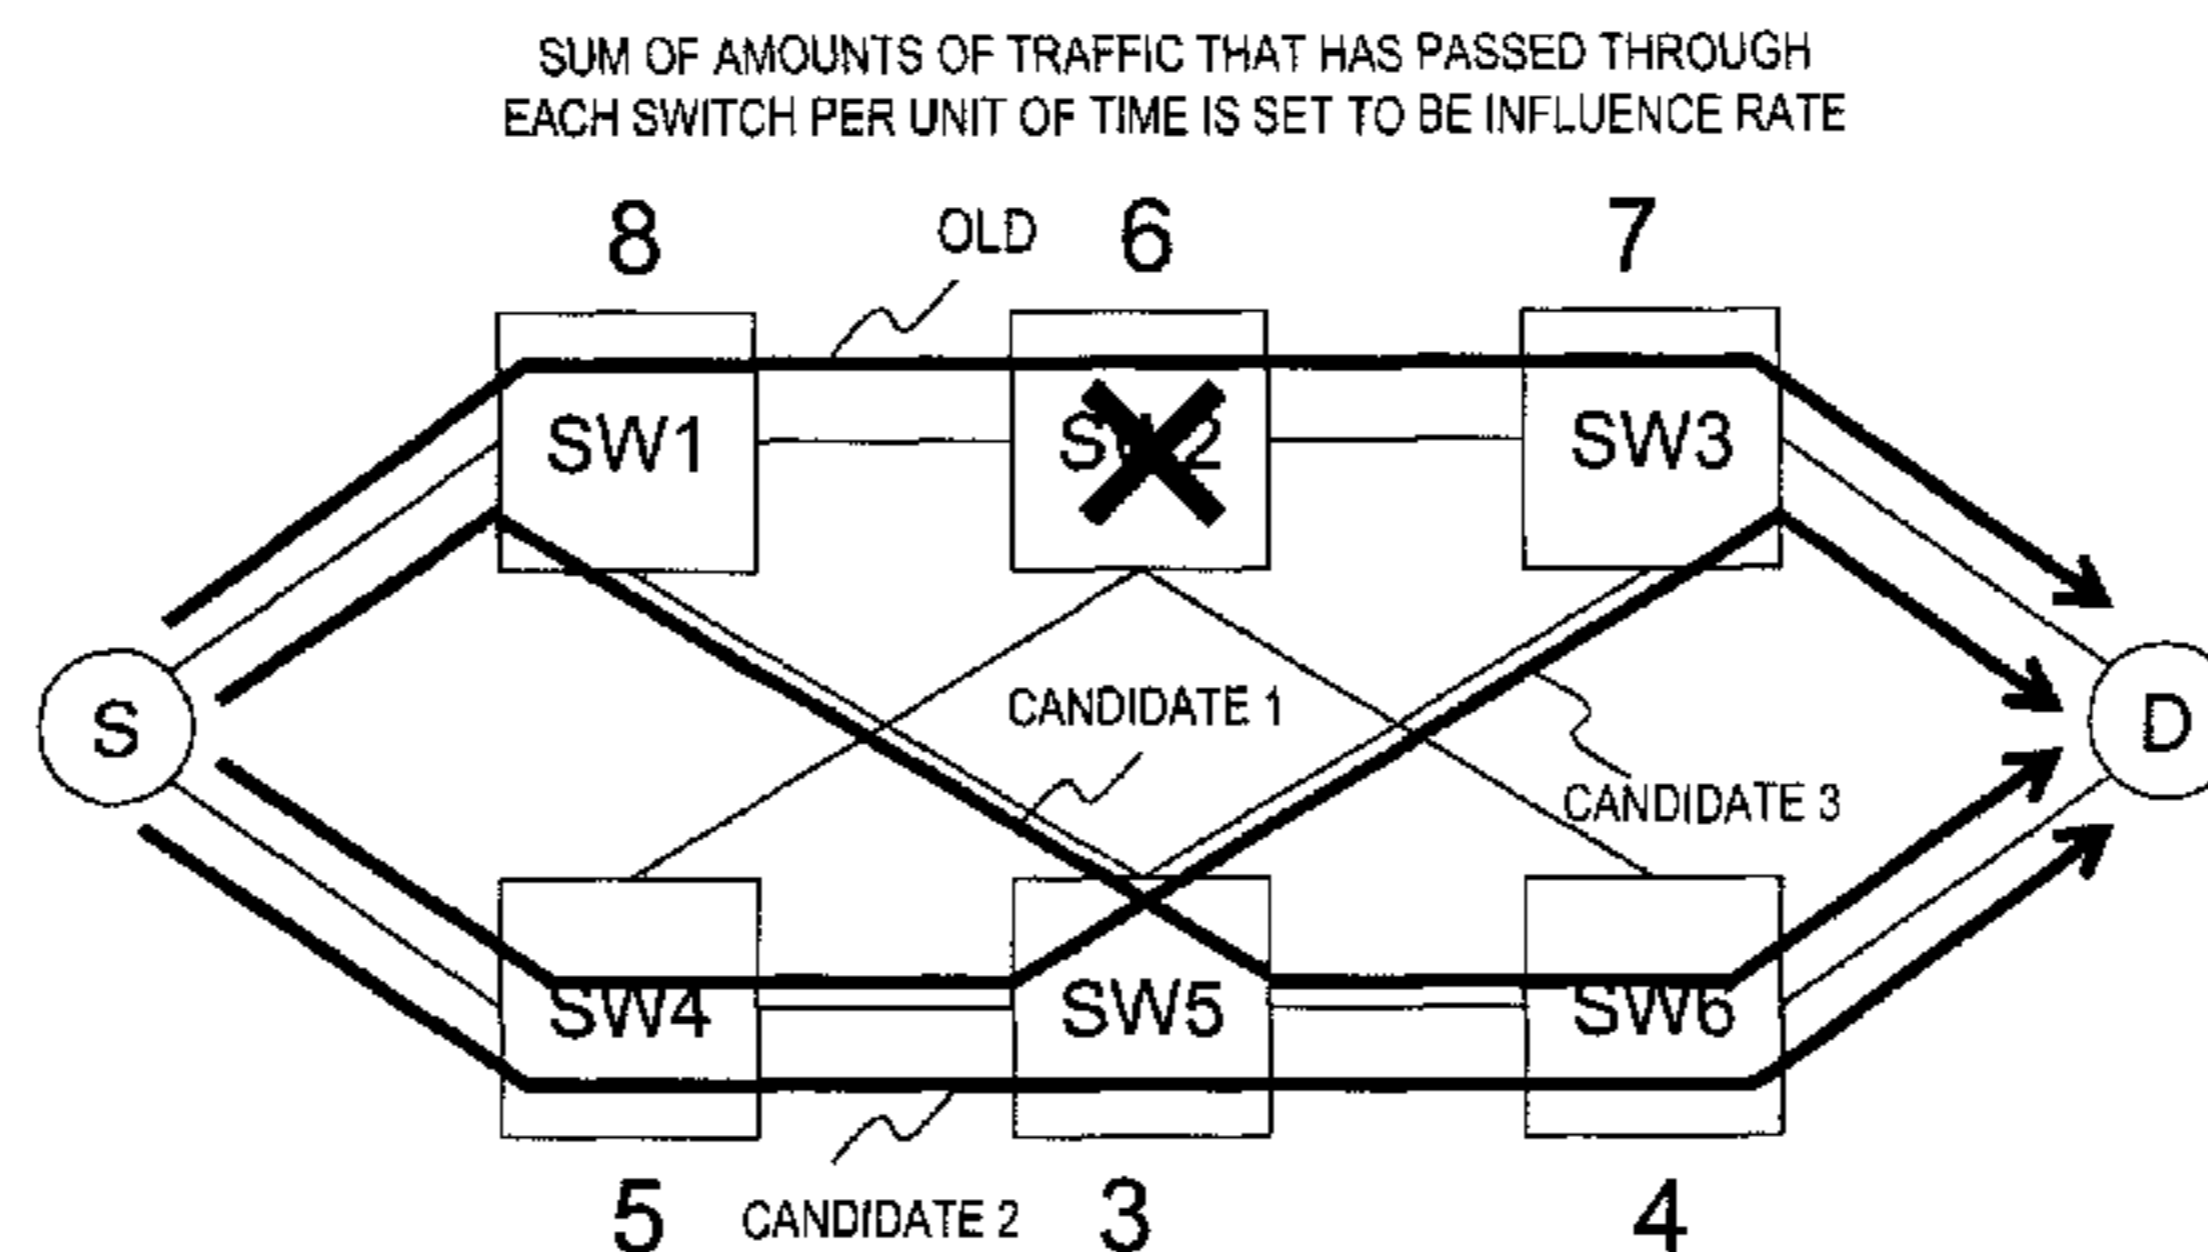 SUM OF AMOUNTS OF TRAFFIC THAT HAS PASSED THROUGH
EACH SWITCH PER UNIT OF TIME IS SET TO BE INFLUENCE RATE
8
OLD
6
7
SW1
SW2
SW3
S
CANDIDATE 1
D
CANDIDATE 3
SW4
SW5
SW6
5
CANDIDATE 2
3
4